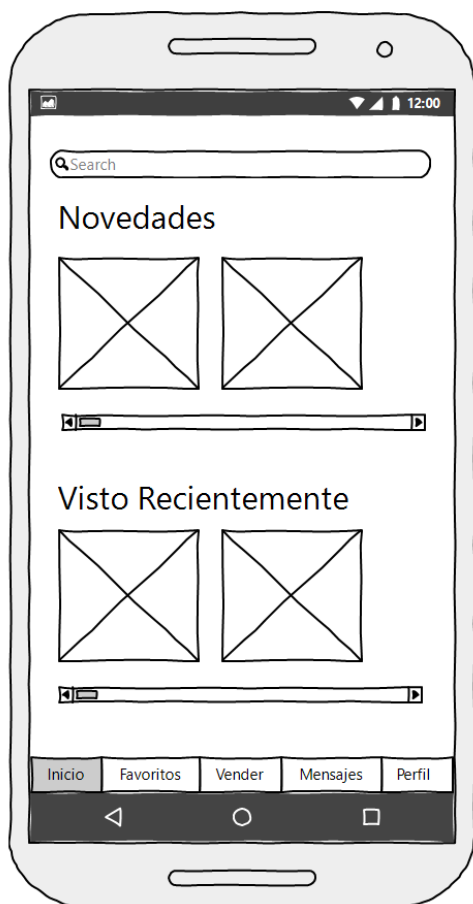 12:00
Search
Novedades
Visto Recientemente
Inicio Favoritos Vender Mensajes Perfil